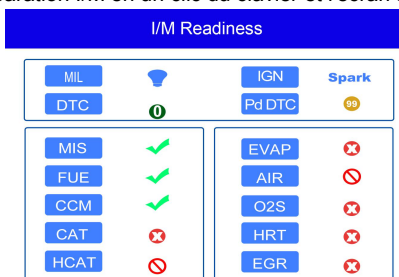 I/M Readiness
MIL IGN Spark
DTC 0 Pd DTC 99
MIS EVAP
FUE AIR
CCM O2S
CAT HRT
HCAT EGR